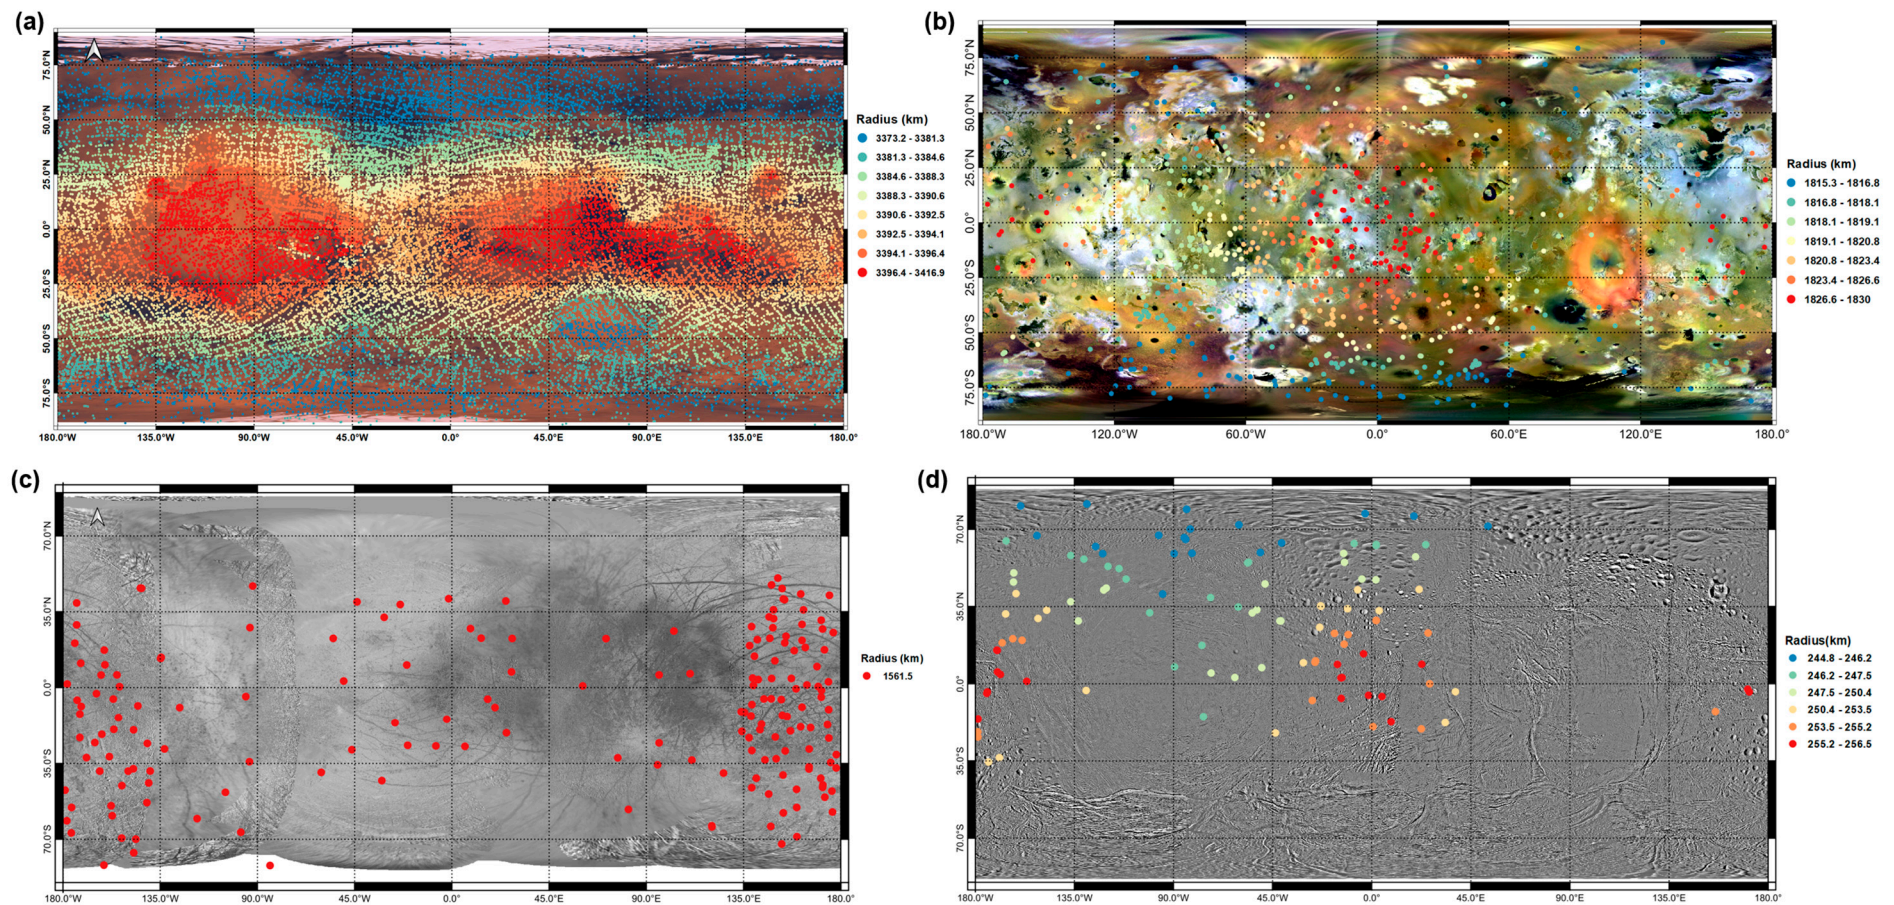 (a)
75.0°N
50.0°N
25.0°N
0.0°
25.0°S
50.0°S
75.0°S
180.0°W 135.0°W 90.0°W 45.0°W 0.0° 45.0°E 90.0°E 135.0°E 180.0°
Radius (km)
3373.2 - 3381.3
3381.3 - 3384.6
3384.6 - 3388.3
3388.3 - 3390.6
3390.6 - 3392.5
3392.5 - 3394.1
3394.1 - 3396.4
3396.4 - 3416.9
(b)
75.0°N
50.0°N
25.0°N
0.0°
25.0°S
50.0°S
75.0°S
180.0°W 120.0°W 60.0°W 0.0° 60.0°E 120.0°E 180.0°
Radius (km)
1815.3 - 1816.8
1816.8 - 1818.1
1818.1 - 1819.1
1819.1 - 1820.8
1820.8 - 1823.4
1823.4 - 1826.6
1826.6 - 1830
(c)
70.0°N
35.0°N
0.0°
35.0°S
70.0°S
180.0°W 135.0°W 90.0°W 45.0°W 0.0° 45.0°E 90.0°E 135.0°E 180.0°
Radius (km)
1561.5
(d)
70.0°N
35.0°N
0.0°
35.0°S
70.0°S
180.0°W 135.0°W 90.0°W 45.0°W 0.0° 45.0°E 90.0°E 135.0°E 180.0°
Radius(km)
244.8 - 246.2
246.2 - 247.5
247.5 - 250.4
250.4 - 253.5
253.5 - 255.2
255.2 - 256.5